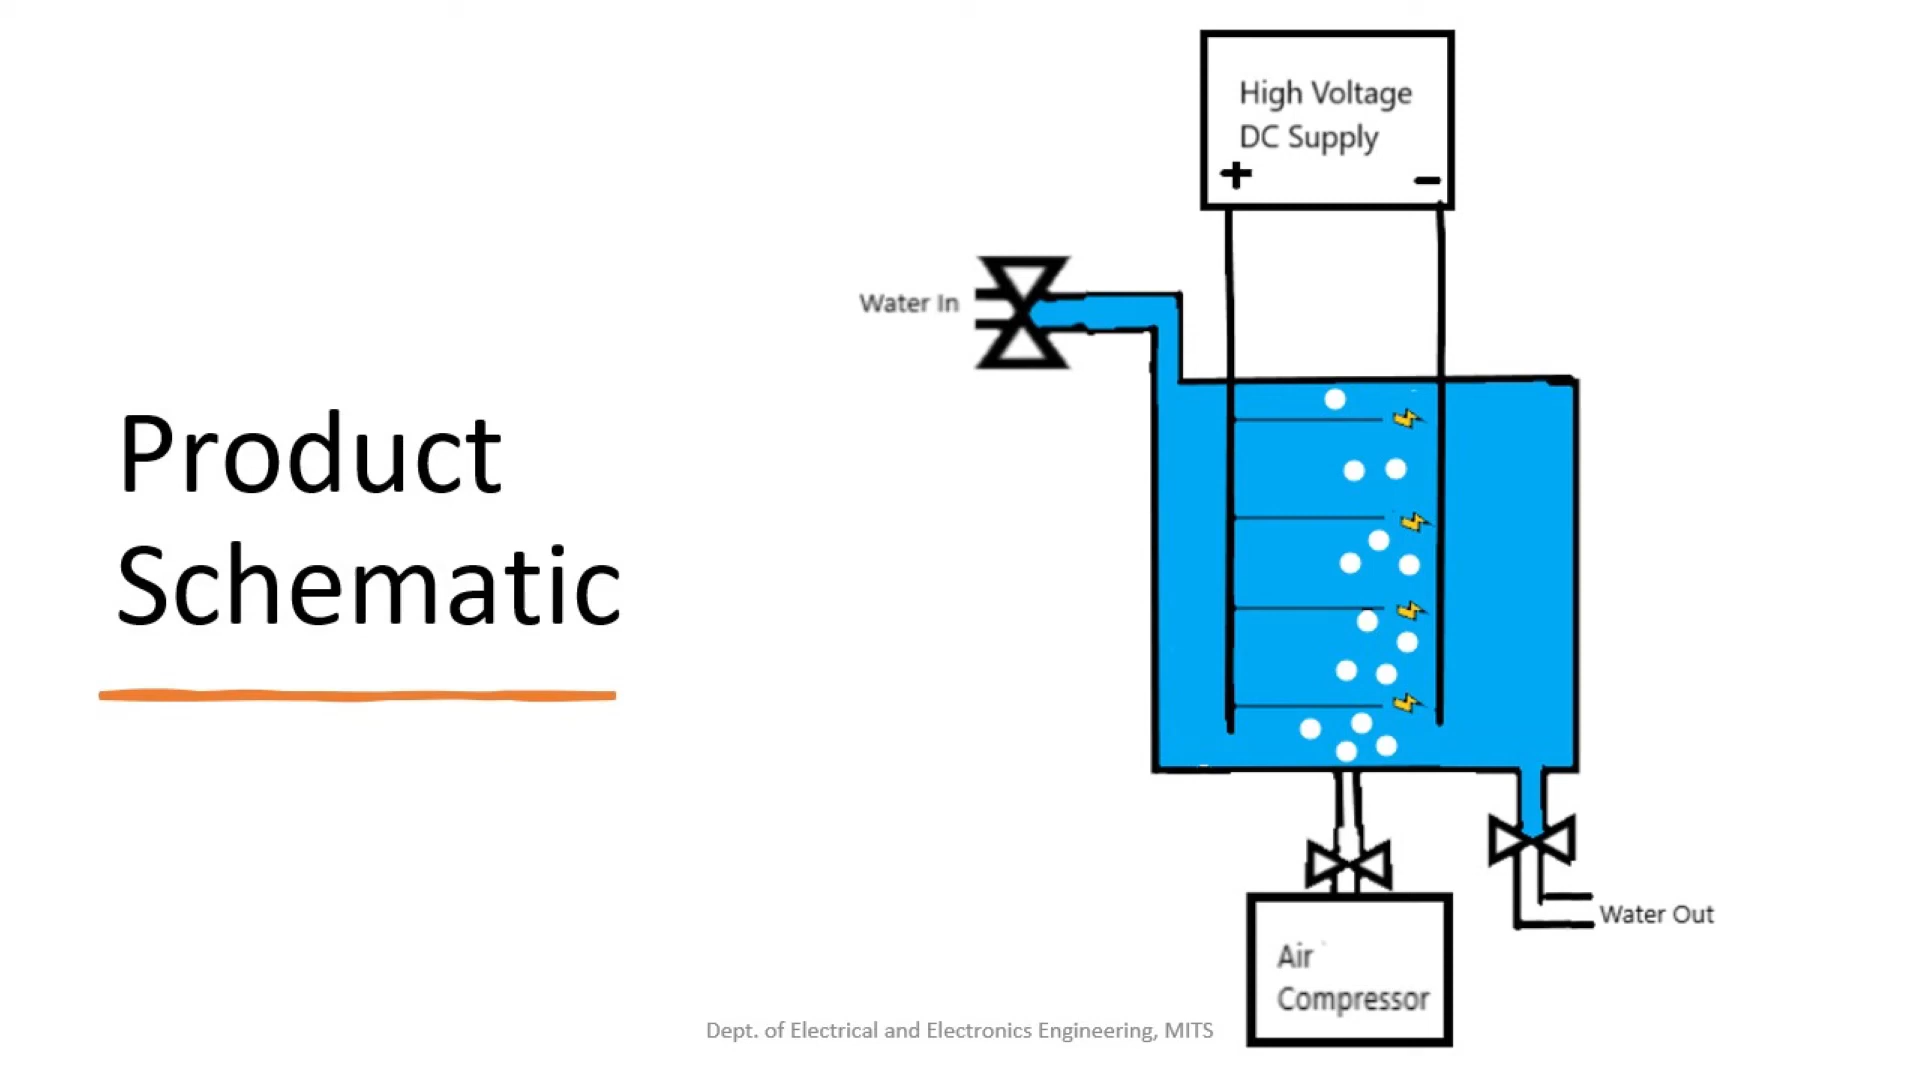 Product
Schematic
High Voltage
DC Supply
+ -
Water In
Water Out
Air
Compressor
Dept. of Electrical and Electronics Engineering, MITS